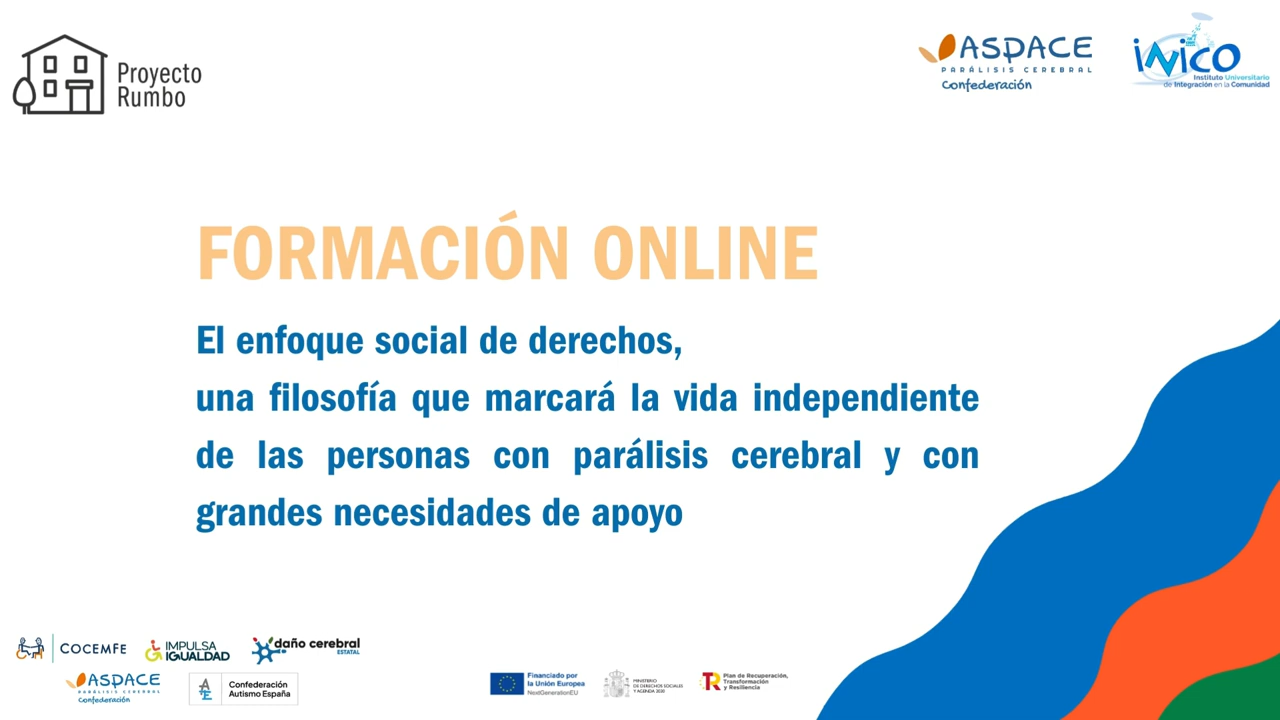 Proyecto
Rumbo
ASPACE
PARÁLISIS CEREBRAL
Confederación
iNiCO
Instituto Universitario
de Integración en la Comunidad
FORMACIÓN ONLINE
El enfoque social de derechos,
una filosofía que marcará la vida independiente
de las personas con parálisis cerebral y con
grandes necesidades de apoyo
COCEMFE
IMPULSA
IGUALDAD
daño cerebral
ESTATAL
ASPACE
PARÁLISIS CEREBRAL
Confederación
AE
Confederación
Autismo España
Financiado por
la Unión Europea
NextGenerationEU
MINISTERIO
DE DERECHOS SOCIALES
Y AGENDA 2030
Plan de Recuperación,
Transformación
y Resiliencia